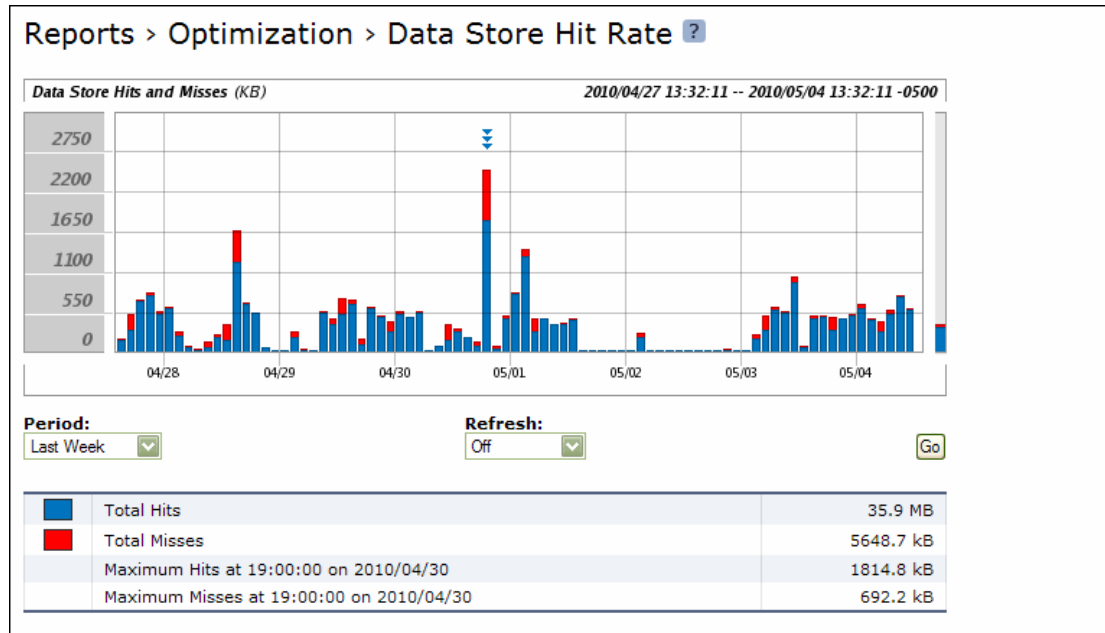 Reports > Optimization > Data Store Hit Rate ?
Data Store Hits and Misses (KB) 2010/04/27 13:32:11 -- 2010/05/04 13:32:11 -0500
2750
2200
1650
1100
550
0
04/28 04/29 04/30 05/01 05/02 05/03 05/04
Period: Refresh:
Last Week Off Go
Total Hits 35.9 MB
Total Misses 5648.7 kB
Maximum Hits at 19:00:00 on 2010/04/30 1814.8 kB
Maximum Misses at 19:00:00 on 2010/04/30 692.2 kB